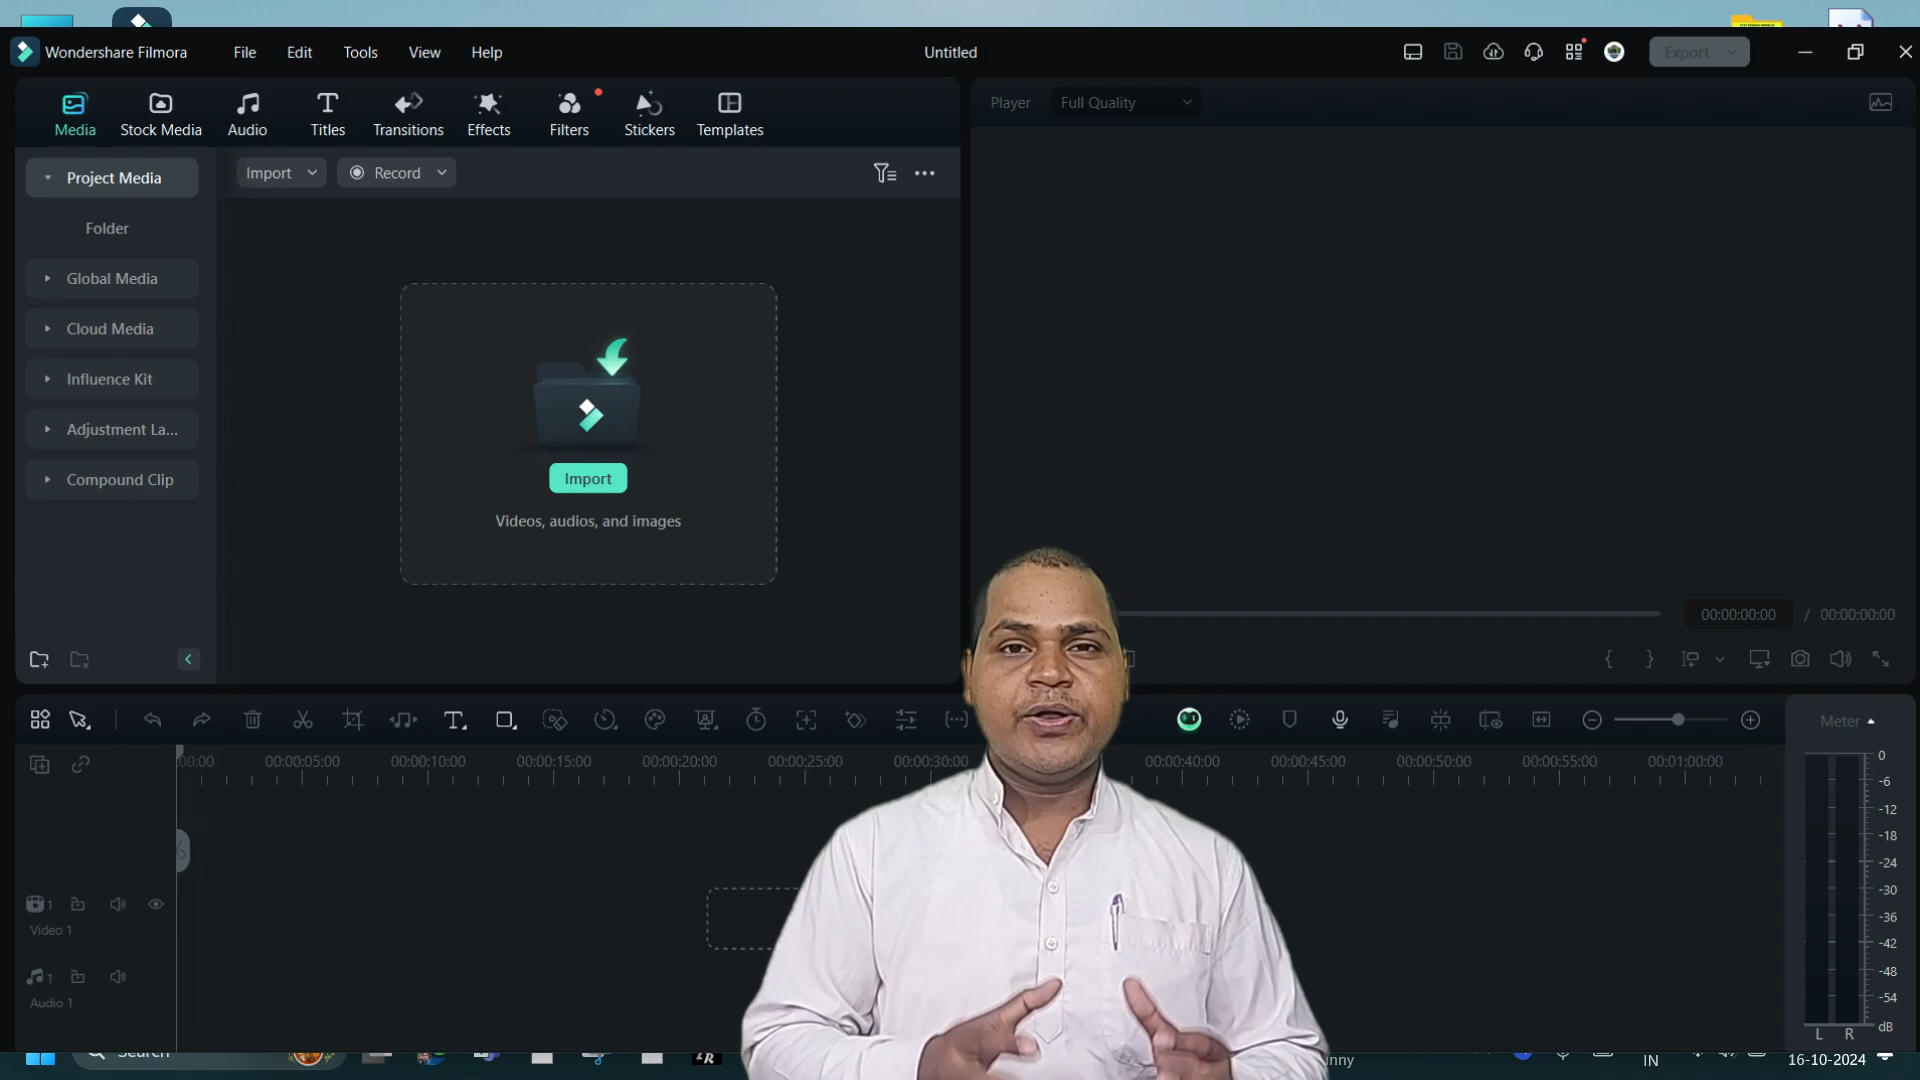 Wondershare Filmora
File
Edit
Tools
View
Help
Untitled
Export
Media
Stock Media
Audio
Titles
Transitions
Effects
Filters
Stickers
Templates
Player
Full Quality
Project Media
Folder
Global Media
Cloud Media
Influence Kit
Adjustment La...
Compound Clip
Import
Record
Import
Videos, audios, and images
00:00:00:00 / 00:00:00:00
Meter
00:00
00:00:05:00
00:00:10:00
00:00:15:00
00:00:20:00
00:00:25:00
00:00:30:00
00:00:40:00
00:00:45:00
00:00:50:00
00:00:55:00
00:01:00:00
0
-6
-12
-18
-24
-30
-36
-42
-48
-54
dB
L R
1
Video 1
1
Audio 1
Search
nny
IN
16-10-2024